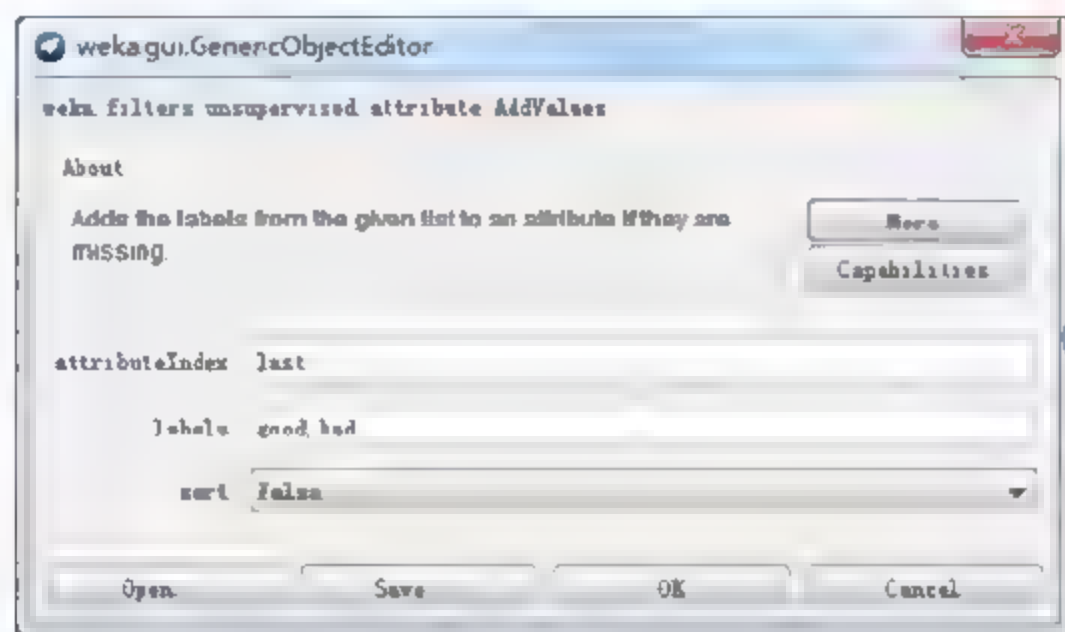 weka.gui.GenericObjectEditor
weka.filters.unsupervised.attribute.AddValues
About
Adds the labels from the given list to an attribute if they are
missing.
More
Capabilities
attributeIndex last
labels good,bad
sort False
Open...
Save...
OK
Cancel